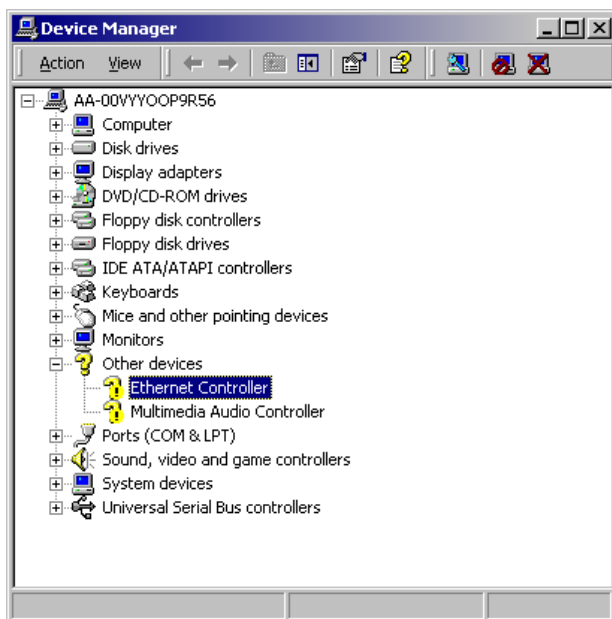 Device Manager
Action View
AA-00VYYOOP9R56
Computer
Disk drives
Display adapters
DVD/CD-ROM drives
Floppy disk controllers
Floppy disk drives
IDE ATA/ATAPI controllers
Keyboards
Mice and other pointing devices
Monitors
Other devices
Ethernet Controller
Multimedia Audio Controller
Ports (COM & LPT)
Sound, video and game controllers
System devices
Universal Serial Bus controllers